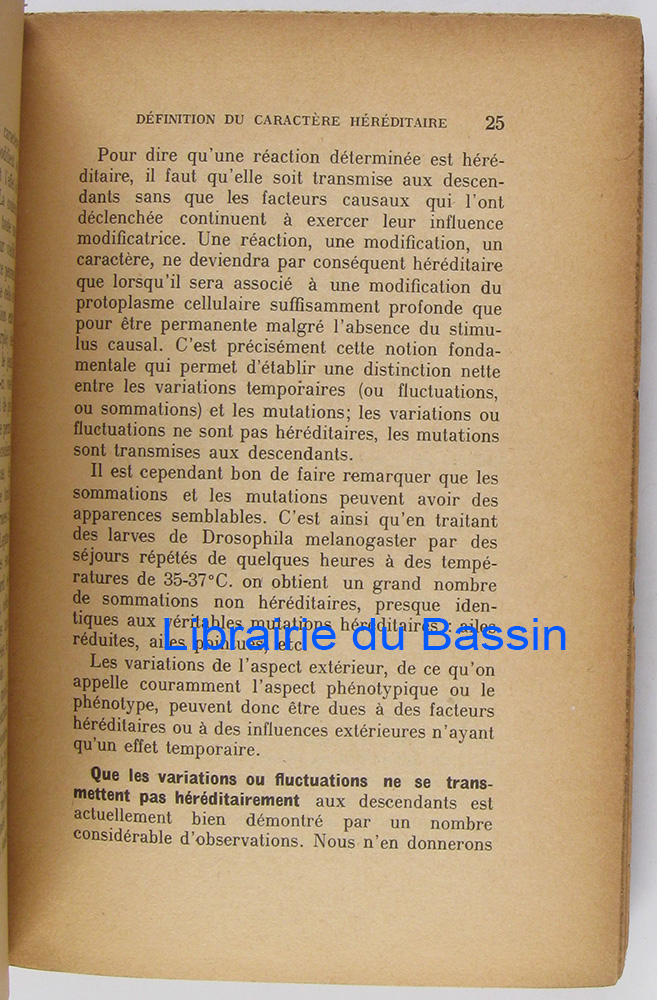 DÉFINITION DU CARACTÈRE HÉRÉDITAIRE 25
Pour dire qu'une réaction déterminée est héré-
ditaire, il faut qu'elle soit transmise aux descen-
dants sans que les facteurs causaux qui l'ont
déclenchée continuent à exercer leur influence
modificatrice. Une réaction, une modification, un
caractère, ne deviendra par conséquent héréditaire
que lorsqu'il sera associé à une modification du
protoplasme cellulaire suffisamment profonde que
pour être permanente malgré l'absence du stimu-
lus causal. C'est précisément cette notion fonda-
mentale qui permet d'établir une distinction nette
entre les variations temporaires (ou fluctuations,
ou sommations) et les mutations; les variations ou
fluctuations ne sont pas héréditaires, les mutations
sont transmises aux descendants.
Il est cependant bon de faire remarquer que les
sommations et les mutations peuvent avoir des
apparences semblables. C'est ainsi qu'en traitant
des larves de Drosophila melanogaster par des
séjours répétés de quelques heures à des tempé-
ratures de 35-37°C. on obtient un grand nombre
de sommations non héréditaires, presque iden-
tiques aux véritables mutations héréditaires : ailes
réduites, ailes pointues, etc
Librairie du Bassin
Les variations de l'aspect extérieur, de ce qu'on
appelle couramment l'aspect phénotypique ou le
phénotype, peuvent donc être dues à des facteurs
héréditaires ou à des influences extérieures n'ayant
qu'un effet temporaire.
Que les variations ou fluctuations ne se trans-
mettent pas héréditairement aux descendants est
actuellement bien démontré par un nombre
considérable d'observations. Nous n'en donnerons